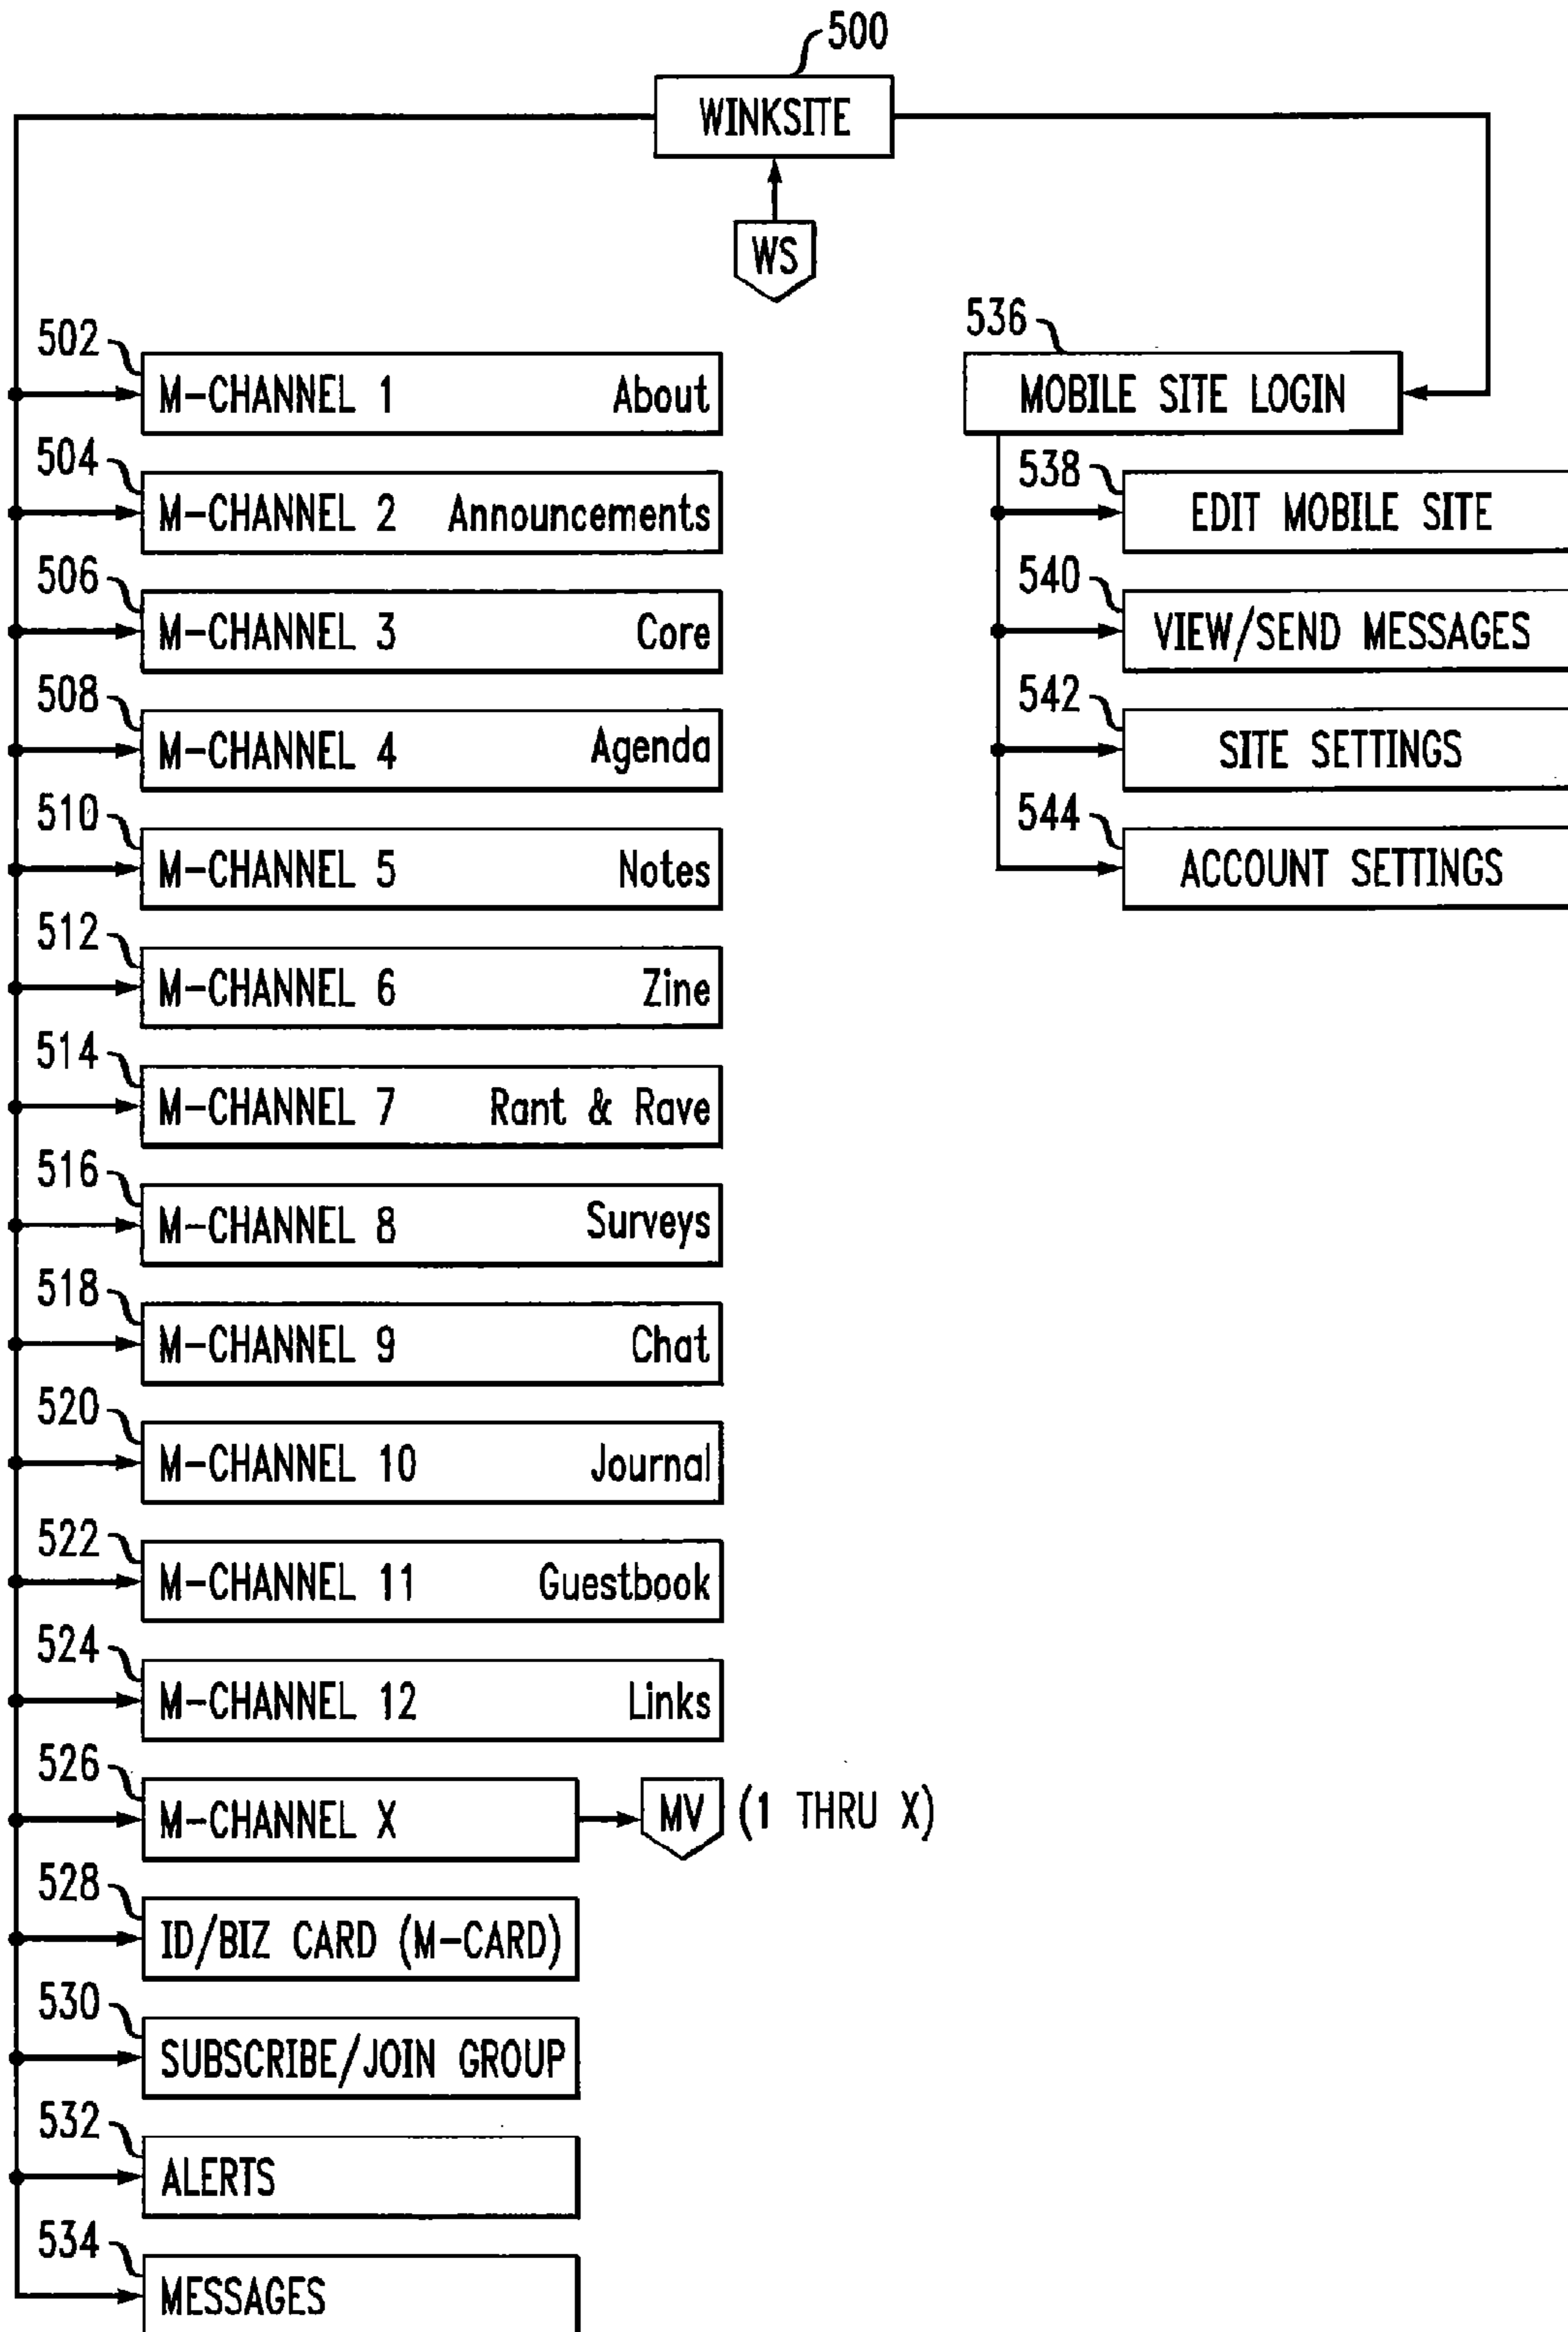 500
WINKSITE
WS
502
M-CHANNEL 1 About
504
M-CHANNEL 2 Announcements
506
M-CHANNEL 3 Core
508
M-CHANNEL 4 Agenda
510
M-CHANNEL 5 Notes
512
M-CHANNEL 6 Zine
514
M-CHANNEL 7 Rant & Rave
516
M-CHANNEL 8 Surveys
518
M-CHANNEL 9 Chat
520
M-CHANNEL 10 Journal
522
M-CHANNEL 11 Guestbook
524
M-CHANNEL 12 Links
526
M-CHANNEL X MV (1 THRU X)
528
ID/BIZ CARD (M-CARD)
530
SUBSCRIBE/JOIN GROUP
532
ALERTS
534
MESSAGES
536
MOBILE SITE LOGIN
538
EDIT MOBILE SITE
540
VIEW/SEND MESSAGES
542
SITE SETTINGS
544
ACCOUNT SETTINGS